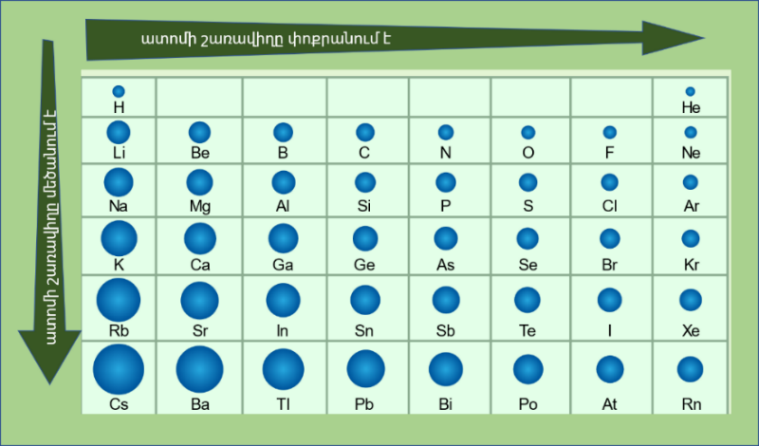 ատոմի շառավիղը փոքրանում է
ատոմի շառավիղը մեծանում է
H He
Li Be B C N O F Ne
Na Mg Al Si P S Cl Ar
K Ca Ga Ge As Se Br Kr
Rb Sr In Sn Sb Te I Xe
Cs Ba Tl Pb Bi Po At Rn